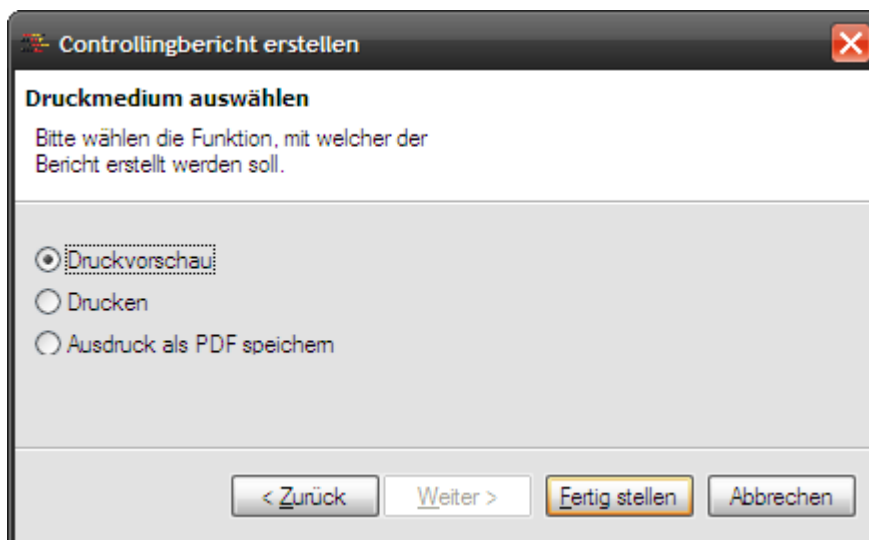 Controllingbericht erstellen
Druckmedium auswählen
Bitte wählen die Funktion, mit welcher der
Bericht erstellt werden soll.
Druckvorschau
Drucken
Ausdruck als PDF speichern
< Zurück Weiter > Fertig stellen Abbrechen